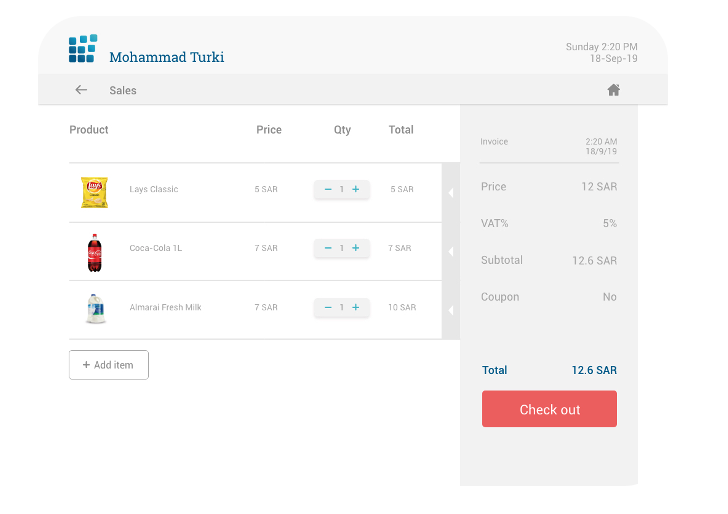 Mohammad Turki
Sunday 2:20 PM
18-Sep-19
Sales
Product Price Qty Total
Lays Classic 5 SAR − 1 + 5 SAR
Coca-Cola 1L 7 SAR − 1 + 7 SAR
Almarai Fresh Milk 7 SAR − 1 + 10 SAR
+ Add item
Invoice 2:20 AM
18/9/19
Price 12 SAR
VAT% 5%
Subtotal 12.6 SAR
Coupon No
Total 12.6 SAR
Check out